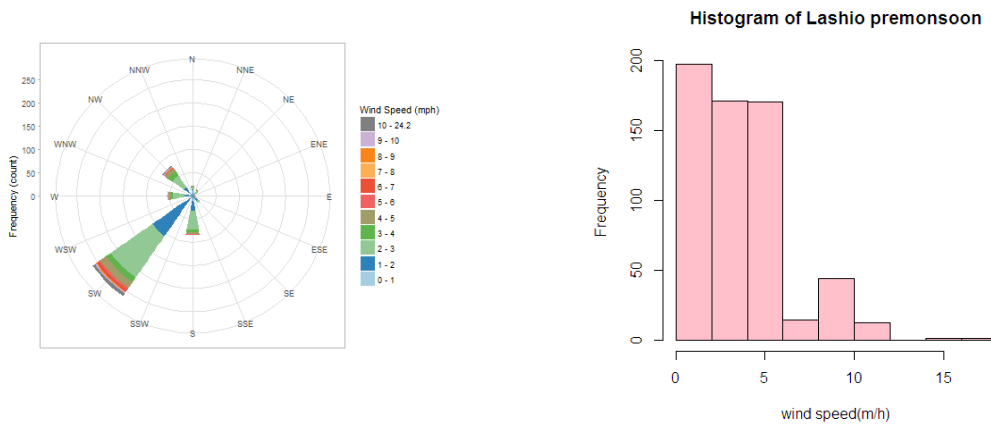 Histogram of Lashio premonsoon
N
NNW
NNE
NW
NE
WNW
ENE
W
E
WSW
ESE
SW
SE
SSW
SSE
S
250
200
150
100
50
0
Frequency (count)
Wind Speed (mph)
10 - 24.2
9 - 10
8 - 9
7 - 8
6 - 7
5 - 6
4 - 5
3 - 4
2 - 3
1 - 2
0 - 1
Frequency
200
150
100
50
0
0 5 10 15
wind speed(m/h)